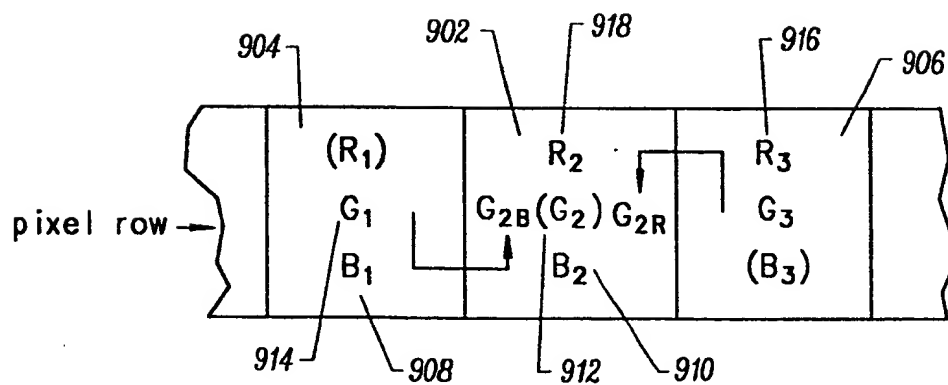 904 902 918 916 906
(R₁) R₂ R₃
pixel row G₁ G₂B(G₂) G₂R G₃
B₁ B₂ (B₃)
914 908 912 910